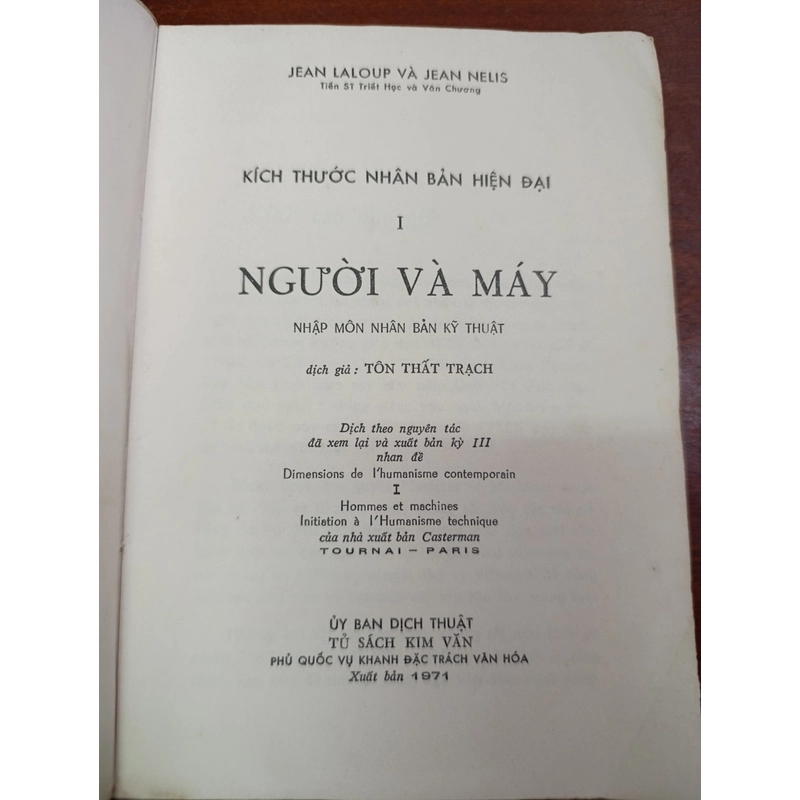 JEAN LALOUP VÀ JEAN NELIS
Tiến ST Triết Học và Văn Chương
KÍCH THƯỚC NHÂN BẢN HIỆN ĐẠI
I
NGƯỜI VÀ MÁY
NHẬP MÔN NHÂN BẢN KỸ THUẬT
dịch giả : TÔN THẤT TRẠCH
Dịch theo nguyên tác
đã xem lại và xuất bản kỳ III
nhan đề
Dimensions de l'humanisme contemporain
I
Hommes et machines
Initiation à l'Humanisme technique
của nhà xuất bản Casterman
TOURNAI – PARIS
ỦY BAN DỊCH THUẬT
TỦ SÁCH KIM VĂN
PHỦ QUỐC VỤ KHANH ĐẶC TRÁCH VĂN HÓA
Xuất bản 1971